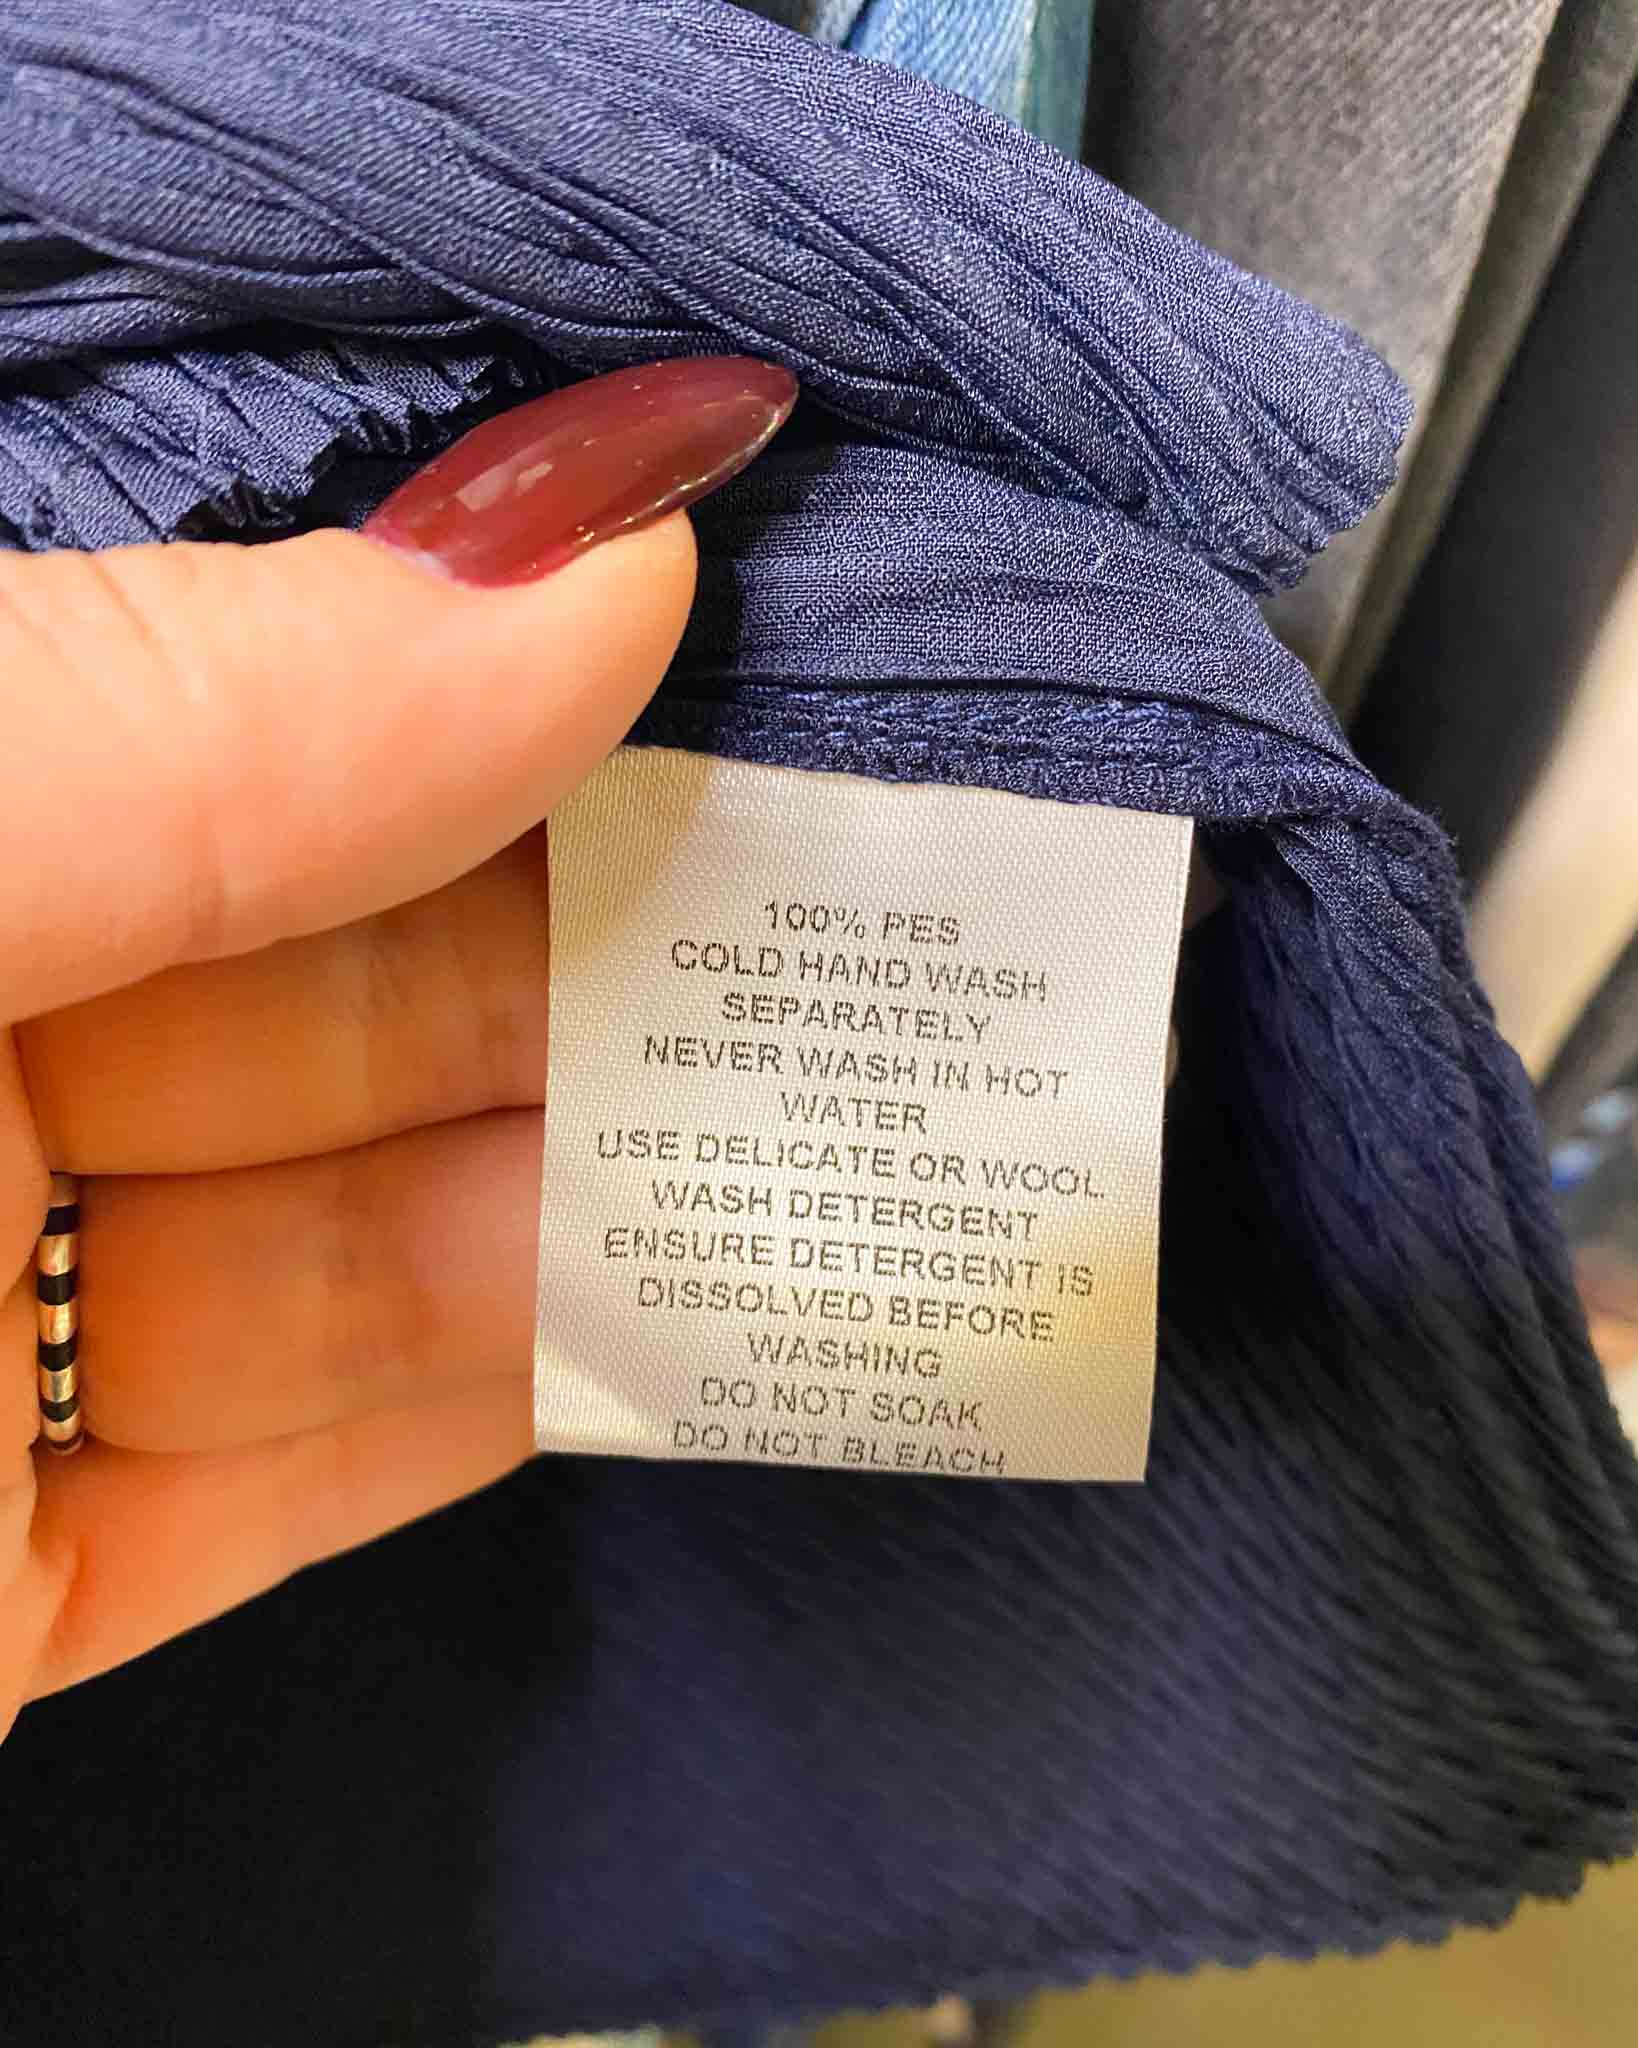 100% PES
COLD HAND WASH
SEPARATELY
NEVER WASH IN HOT
WATER
USE DELICATE OR WOOL
WASH DETERGENT
ENSURE DETERGENT IS
DISSOLVED BEFORE
WASHING
DO NOT SOAK
DO NOT BLEACH